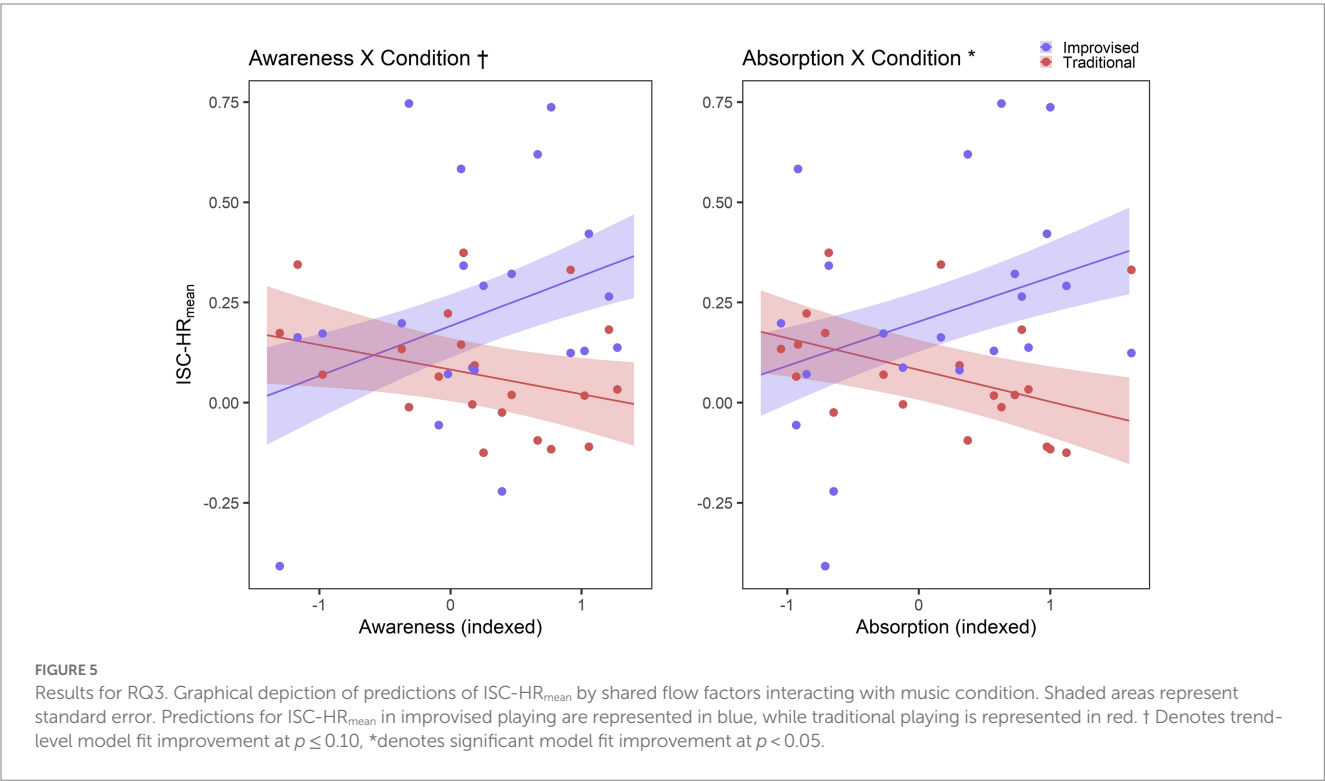 Awareness X Condition †
Absorption X Condition *
Improvised
Traditional
ISC-HRmean
0.75
0.50
0.25
0.00
-0.25
-1
0
1
Awareness (indexed)
0.75
0.50
0.25
0.00
-0.25
-1
0
1
Absorption (indexed)
FIGURE 5
Results for RQ3. Graphical depiction of predictions of ISC-HRmean by shared flow factors interacting with music condition. Shaded areas represent
standard error. Predictions for ISC-HRmean in improvised playing are represented in blue, while traditional playing is represented in red. † Denotes trend-
level model fit improvement at p ≤ 0.10, *denotes significant model fit improvement at p < 0.05.